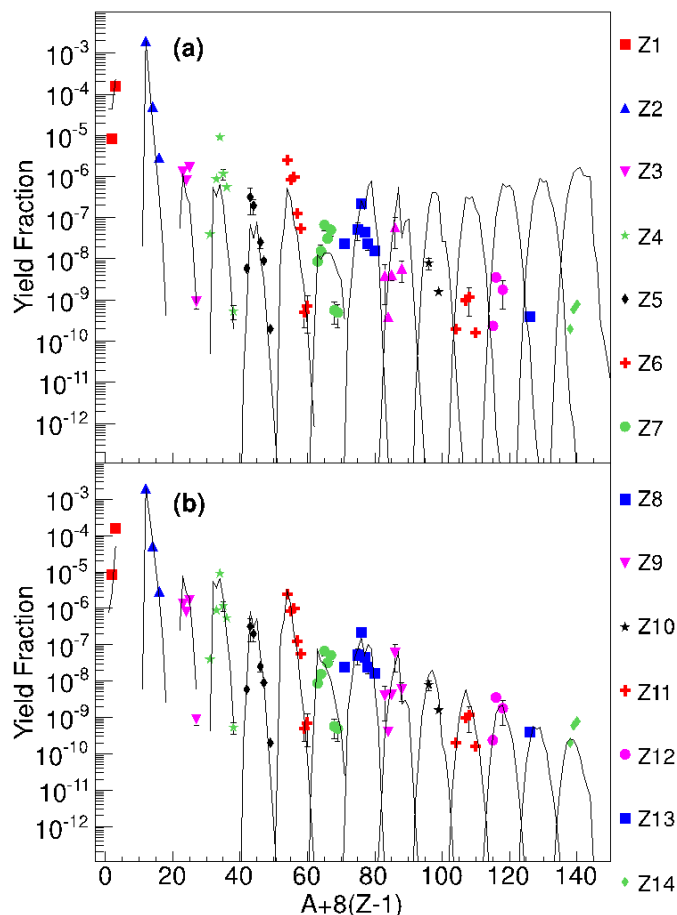 (a)
Yield Fraction
10⁻³
10⁻⁴
10⁻⁵
10⁻⁶
10⁻⁷
10⁻⁸
10⁻⁹
10⁻¹⁰
10⁻¹¹
10⁻¹²
(b)
Yield Fraction
10⁻³
10⁻⁴
10⁻⁵
10⁻⁶
10⁻⁷
10⁻⁸
10⁻⁹
10⁻¹⁰
10⁻¹¹
10⁻¹²
0 20 40 60 80 100 120 140
A+8(Z-1)
Z1
Z2
Z3
Z4
Z5
Z6
Z7
Z8
Z9
Z10
Z11
Z12
Z13
Z14